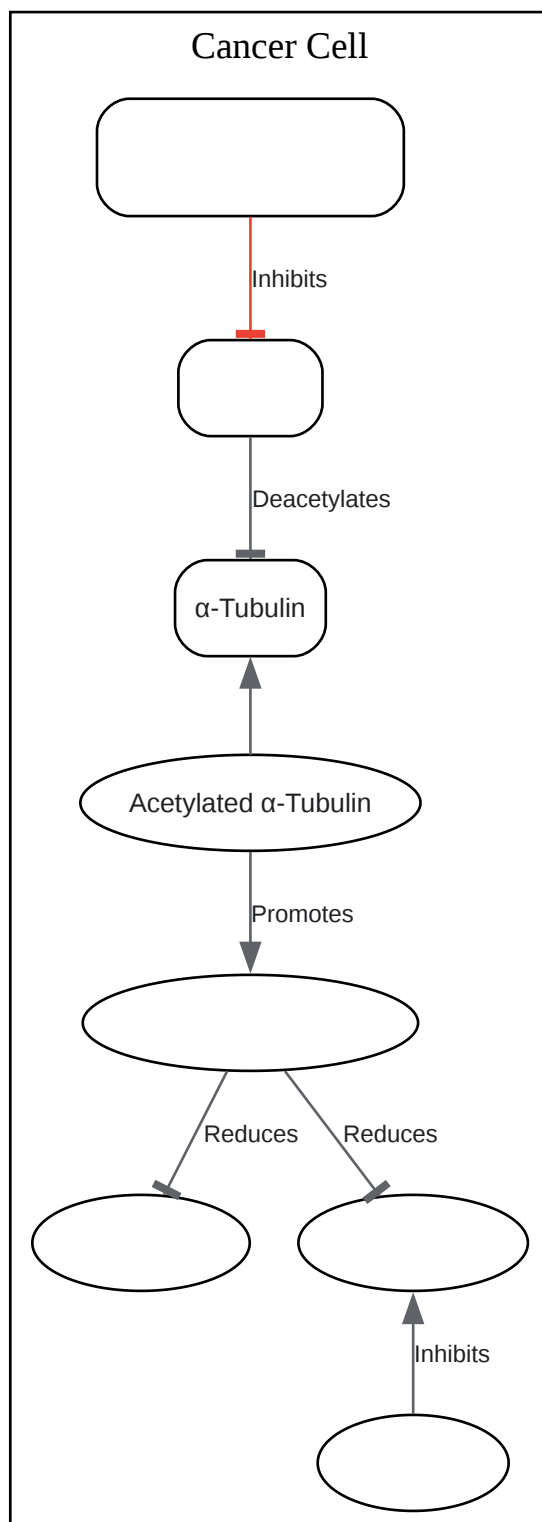 Cancer Cell
Inhibits
Deacetylates
α-Tubulin
Acetylated α-Tubulin
Promotes
Reduces
Reduces
Inhibits